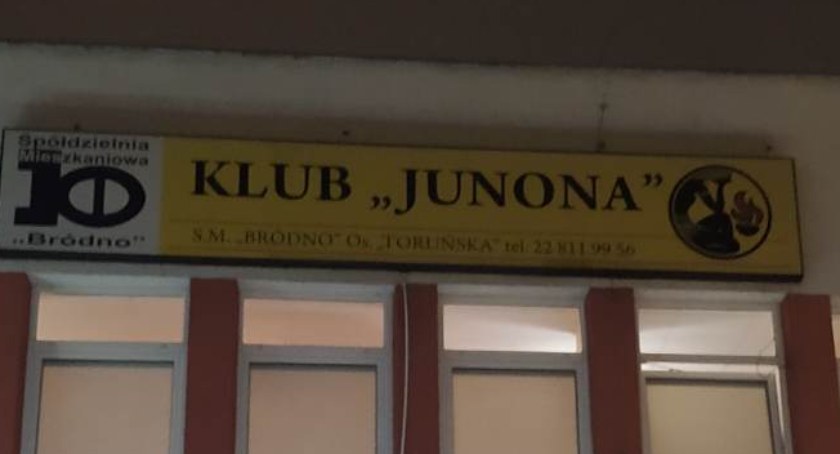 Spółdzielnia
Mieszkaniowa
„Bródno”
KLUB „JUNONA”
S.M. „BRÓDNO” Os. „TORUŃSKA” tel. 22 811 99 56